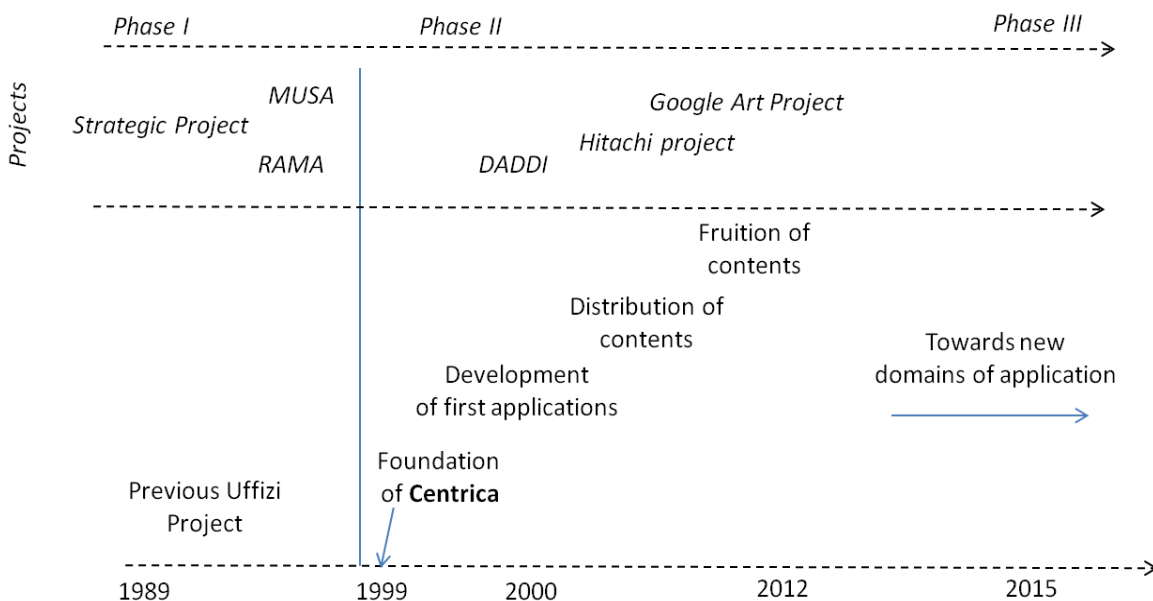 Phase I
Phase II
Phase III
Projects
MUSA
Strategic Project
RAMA
Google Art Project
Hitachi project
DADDI
Fruition of
contents
Distribution of
contents
Towards new
domains of application
Development
of first applications
Foundation
of Centrica
Previous Uffizi
Project
1989
1999
2000
2012
2015